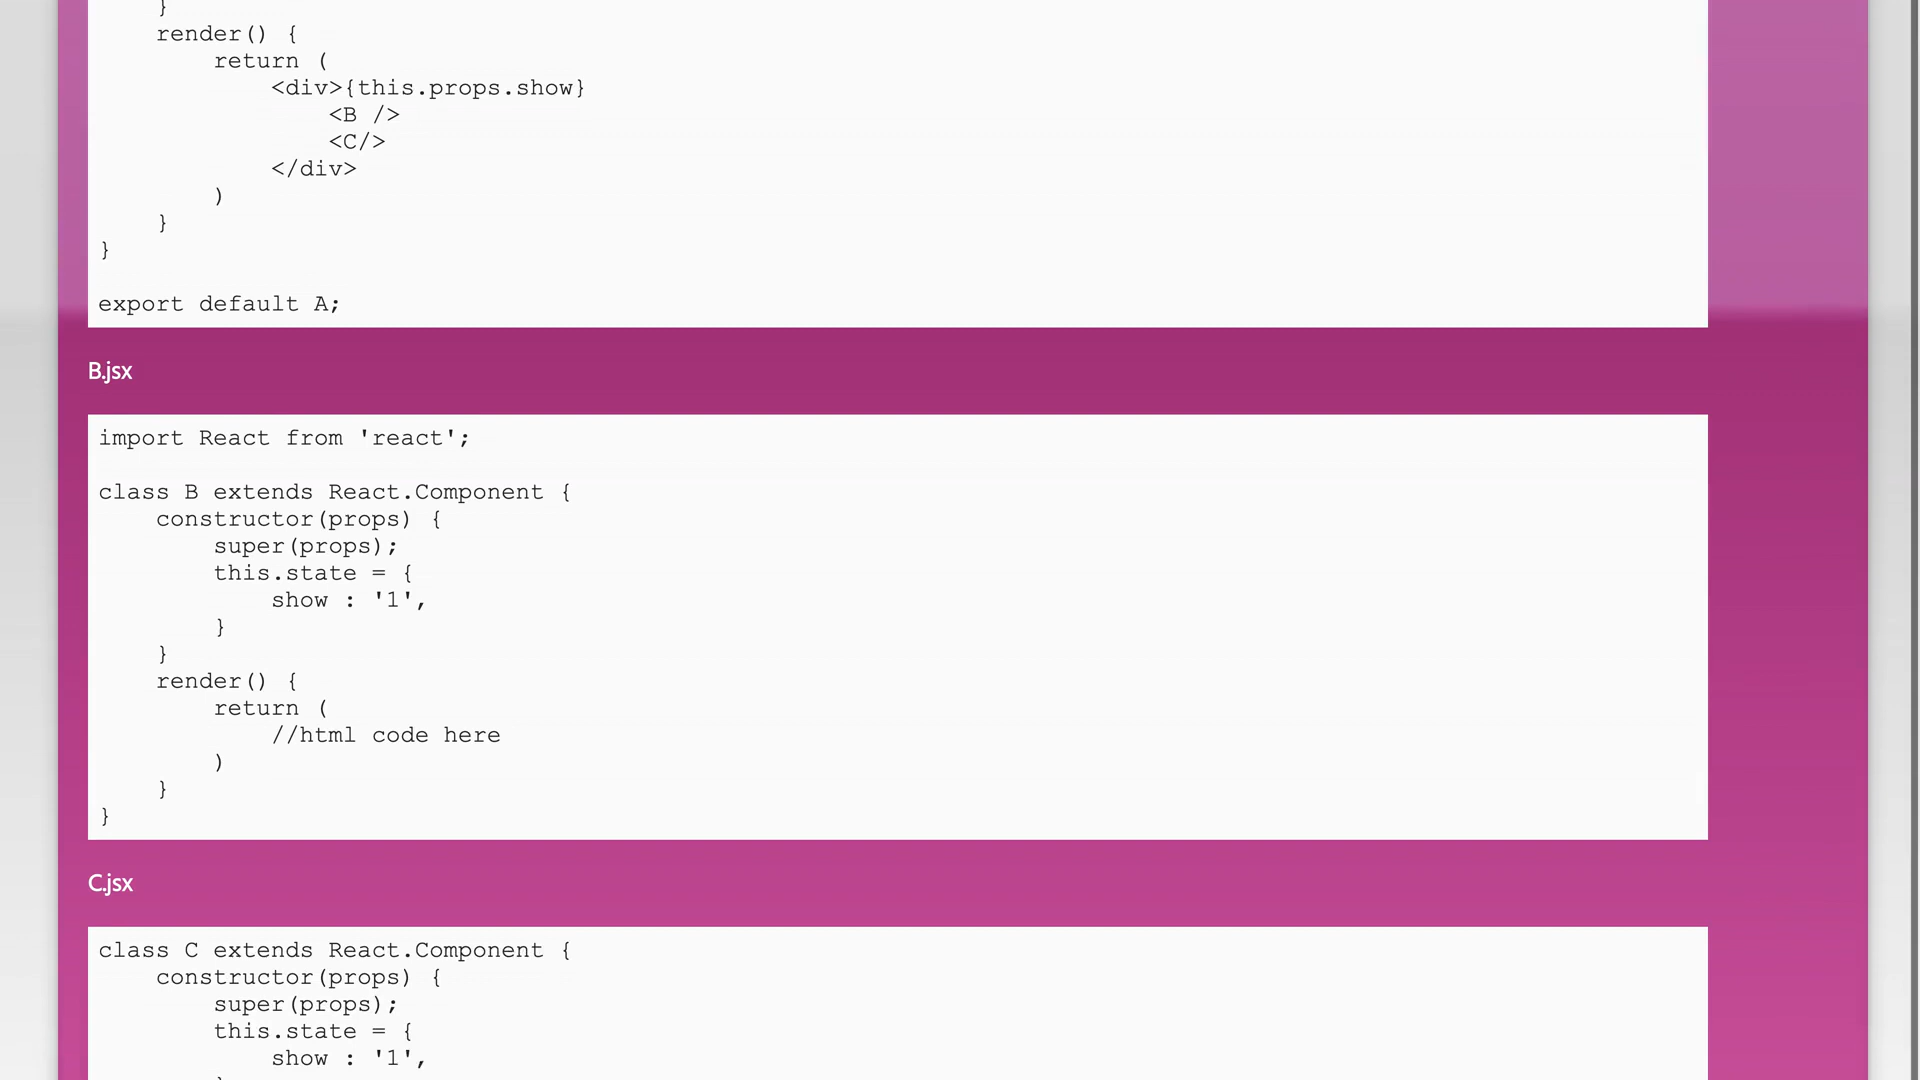 }
render() {
return (
<div>{this.props.show}
<B />
<C/>
</div>
)
}
}
export default A;
B.jsx
import React from 'react';
class B extends React.Component {
constructor(props) {
super(props);
this.state = {
show : '1',
}
}
render() {
return (
//html code here
)
}
}
C.jsx
class C extends React.Component {
constructor(props) {
super(props);
this.state = {
show : '1',
}